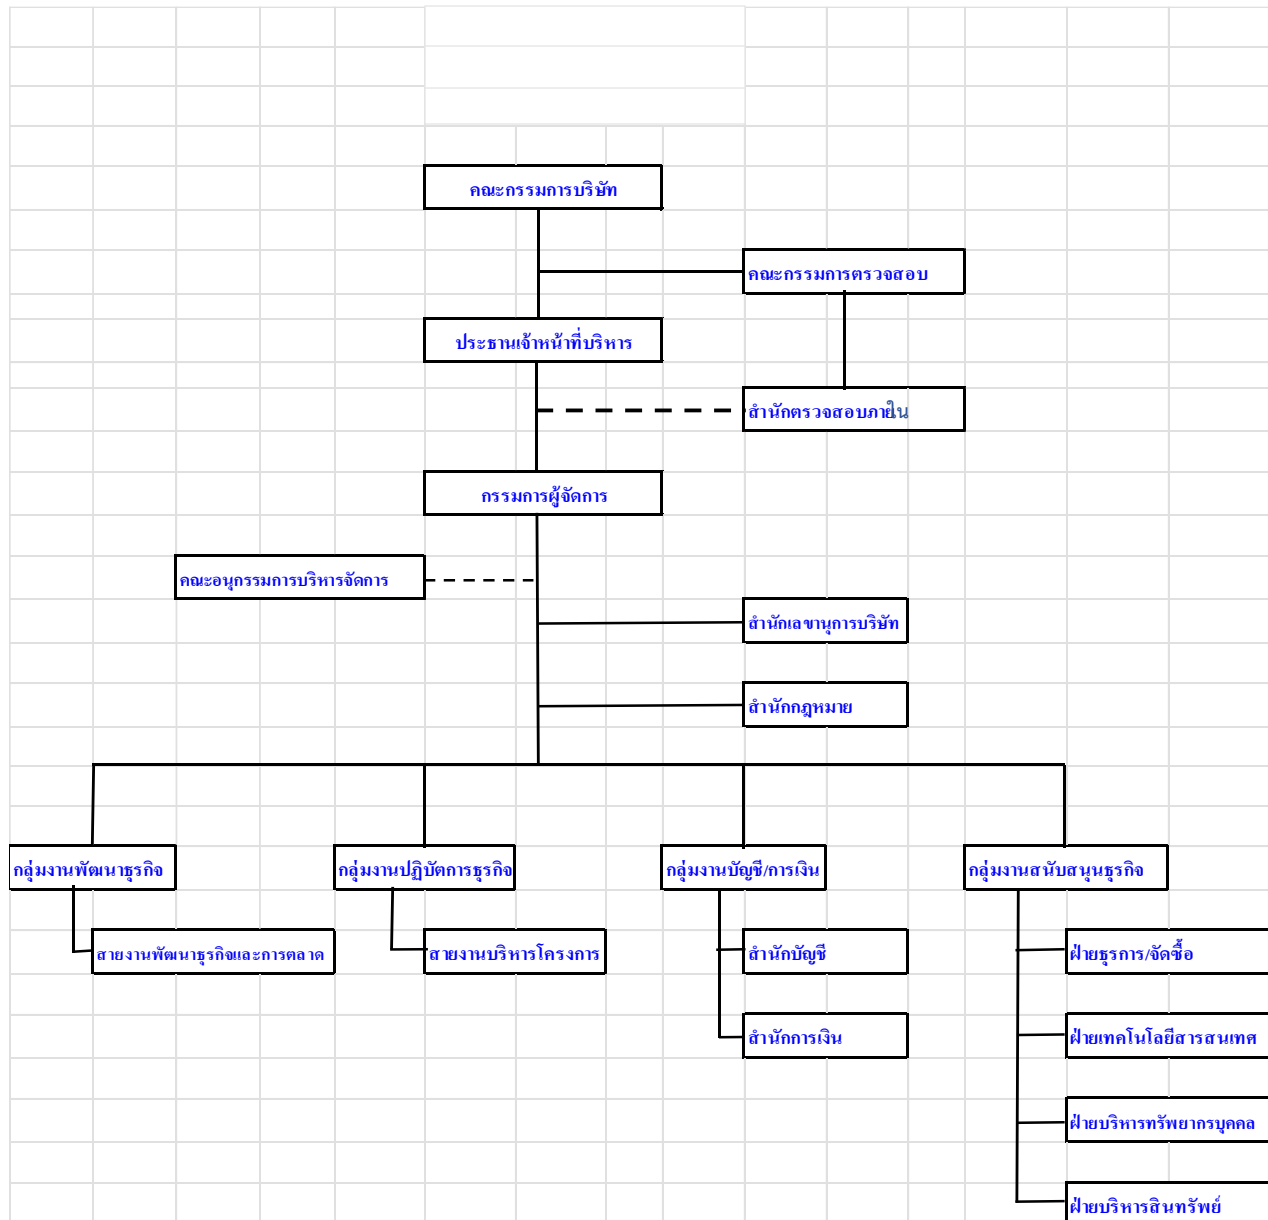 คณะกรรมการบริษัท
คณะกรรมการตรวจสอบ
ประธานเจ้าหน้าที่บริหาร
สำนักตรวจสอบภายใน
กรรมการผู้จัดการ
คณะอนุกรรมการบริหารจัดการ
สำนักเลขานุการบริษัท
สำนักกฎหมาย
กลุ่มงานพัฒนาธุรกิจ
กลุ่มงานปฏิบัตการธุรกิจ
กลุ่มงานบัญชี/การเงิน
กลุ่มงานสนับสนุนธุรกิจ
สายงานพัฒนาธุรกิจและการตลาด
สายงานบริหารโครงการ
สำนักบัญชี
ฝ่ายธุรการ/จัดซื้อ
สำนักการเงิน
ฝ่ายเทคโนโลยีสารสนเทศ
ฝ่ายบริหารทรัพยากรบุคคล
ฝ่ายบริหารสินทรัพย์